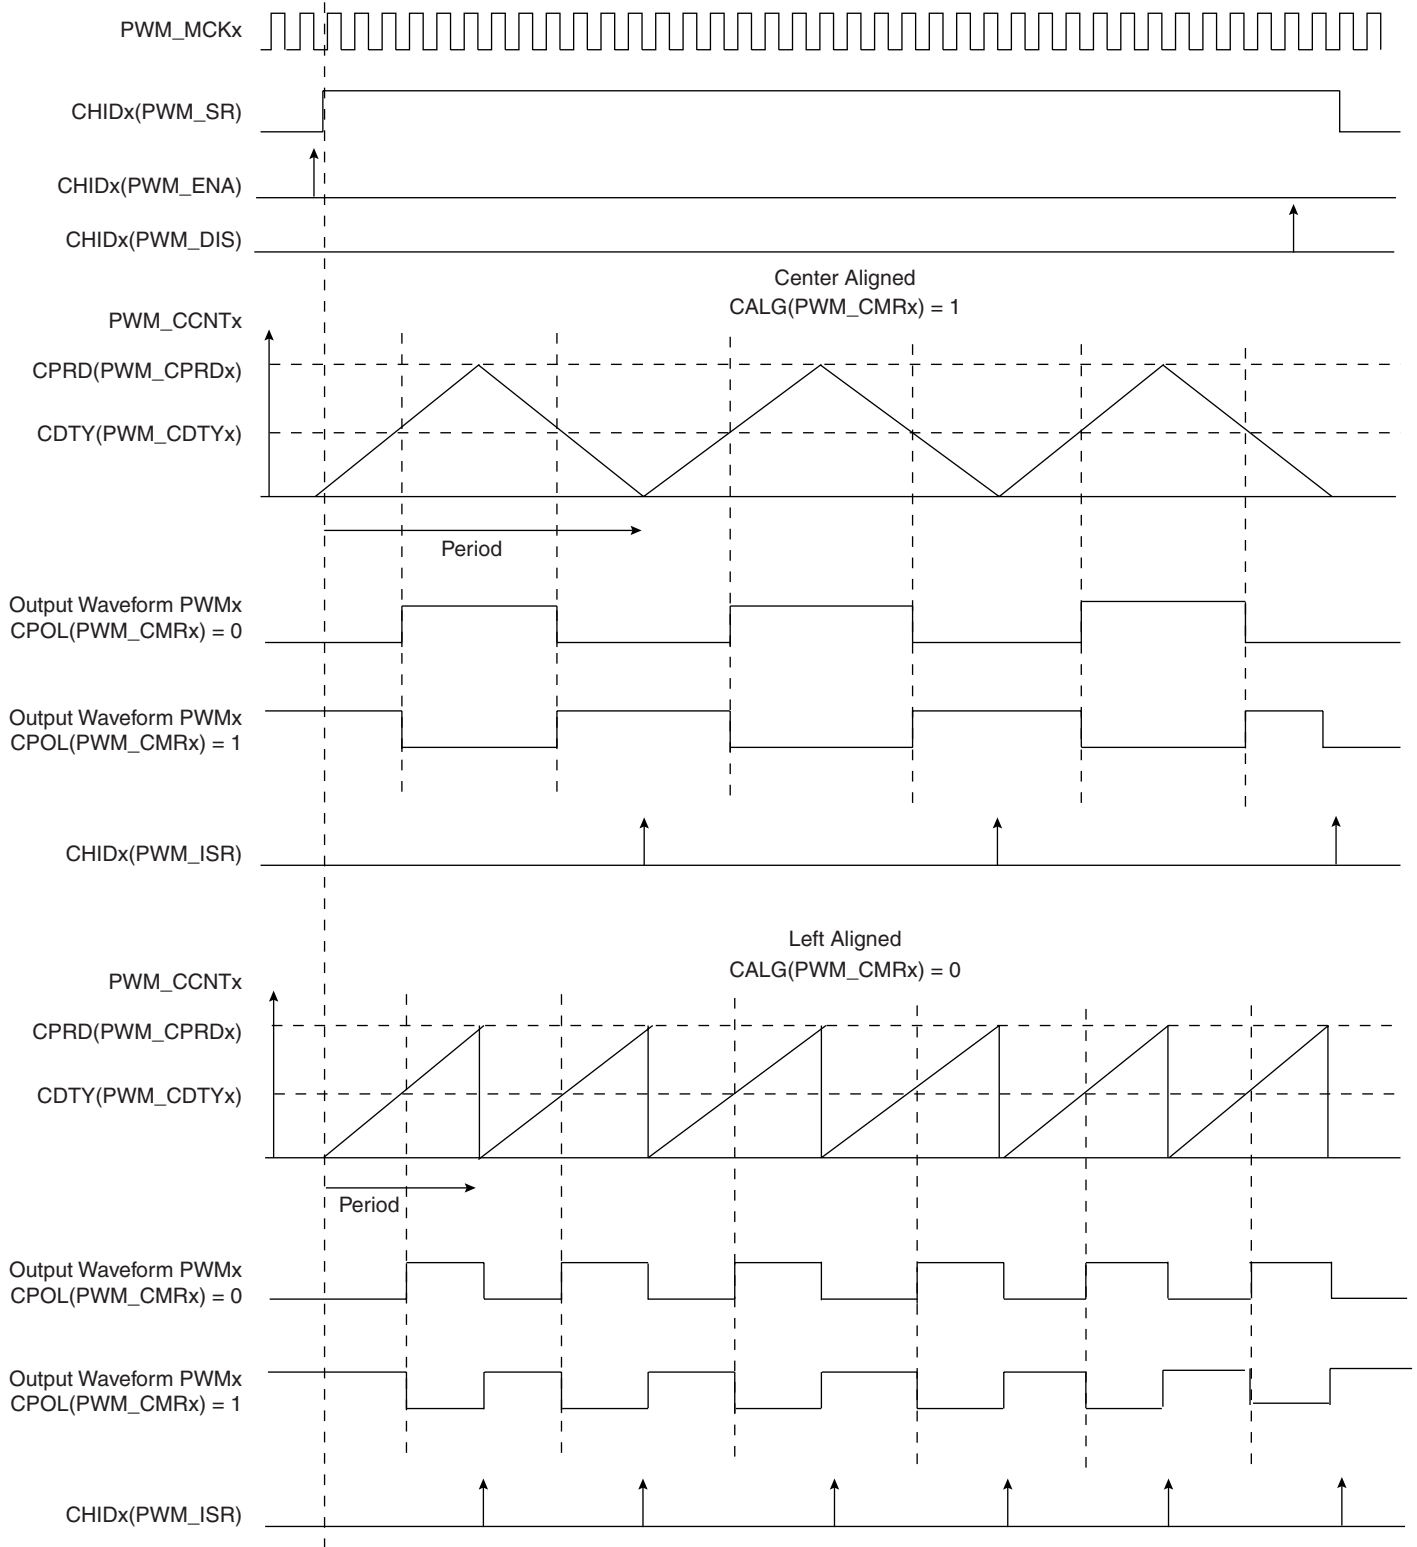 PWM_MCKx
CHIDx(PWM_SR)
CHIDx(PWM_ENA)
CHIDx(PWM_DIS)
Center Aligned
CALG(PWM_CMRx) = 1
PWM_CCNTx
CPRD(PWM_CPRDx)
CDTY(PWM_CDTYx)
Period
Output Waveform PWMx
CPOL(PWM_CMRx) = 0
Output Waveform PWMx
CPOL(PWM_CMRx) = 1
CHIDx(PWM_ISR)
Left Aligned
CALG(PWM_CMRx) = 0
PWM_CCNTx
CPRD(PWM_CPRDx)
CDTY(PWM_CDTYx)
Period
Output Waveform PWMx
CPOL(PWM_CMRx) = 0
Output Waveform PWMx
CPOL(PWM_CMRx) = 1
CHIDx(PWM_ISR)